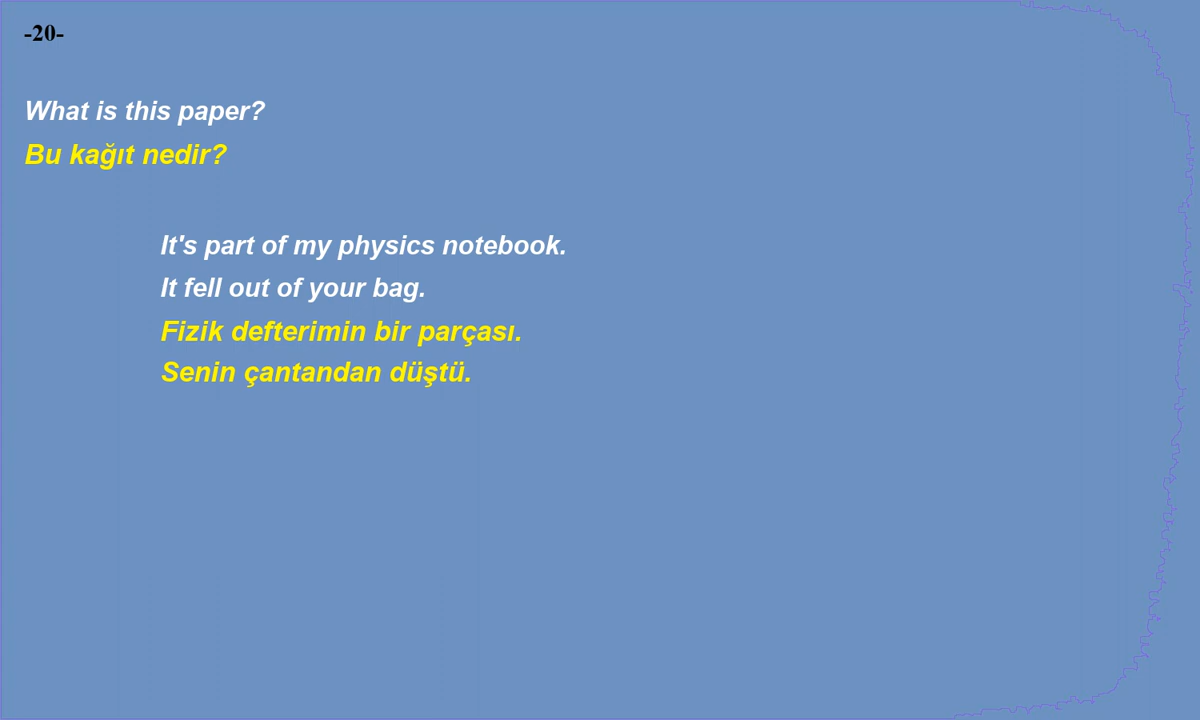 -20-
What is this paper?
Bu kağıt nedir?
It's part of my physics notebook.
It fell out of your bag.
Fizik defterimin bir parçası.
Senin çantandan düştü.